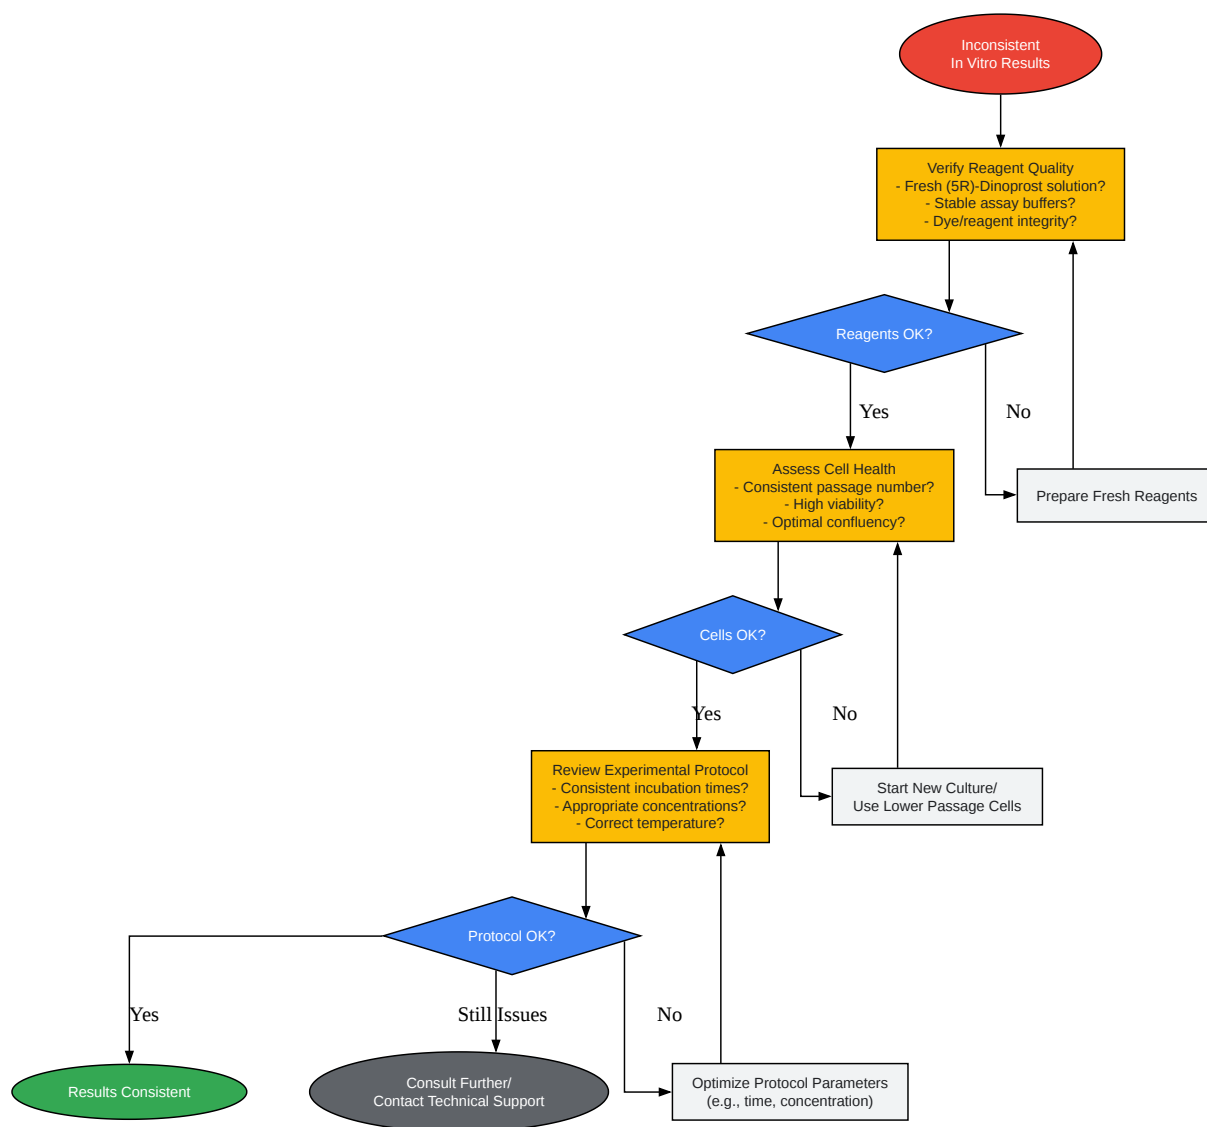 Inconsistent
In Vitro Results
Verify Reagent Quality
- Fresh (5R)-Dinoprost solution?
- Stable assay buffers?
- Dye/reagent integrity?
Reagents OK?
Yes
No
Assess Cell Health
- Consistent passage number?
- High viability?
- Optimal confluency?
Prepare Fresh Reagents
Cells OK?
Yes
No
Review Experimental Protocol
- Consistent incubation times?
- Appropriate concentrations?
- Correct temperature?
Start New Culture/
Use Lower Passage Cells
Protocol OK?
Yes
Still Issues
No
Results Consistent
Consult Further/
Contact Technical Support
Optimize Protocol Parameters
(e.g., time, concentration)